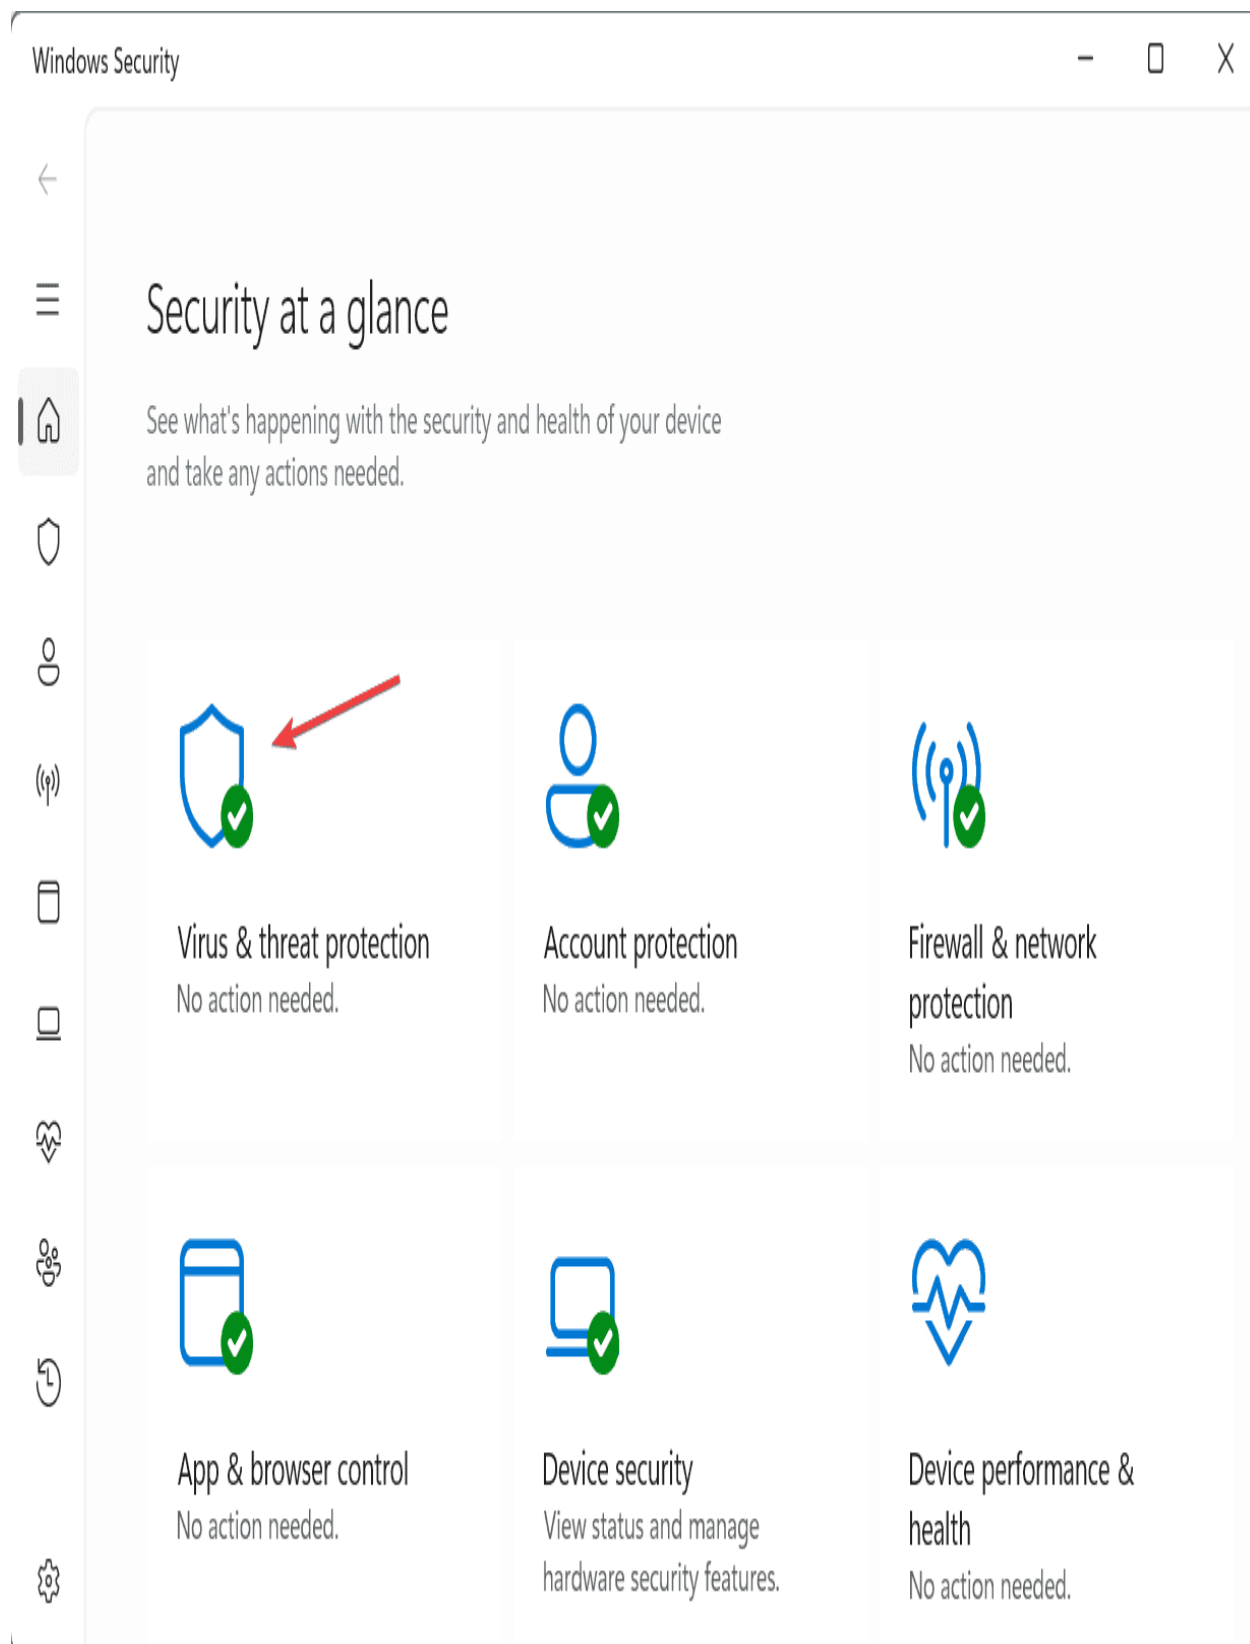 Windows Security
Security at a glance
See what's happening with the security and health of your device
and take any actions needed.
Virus & threat protection
No action needed.
Account protection
No action needed.
Firewall & network
protection
No action needed.
App & browser control
No action needed.
Device security
View status and manage
hardware security features.
Device performance &
health
No action needed.